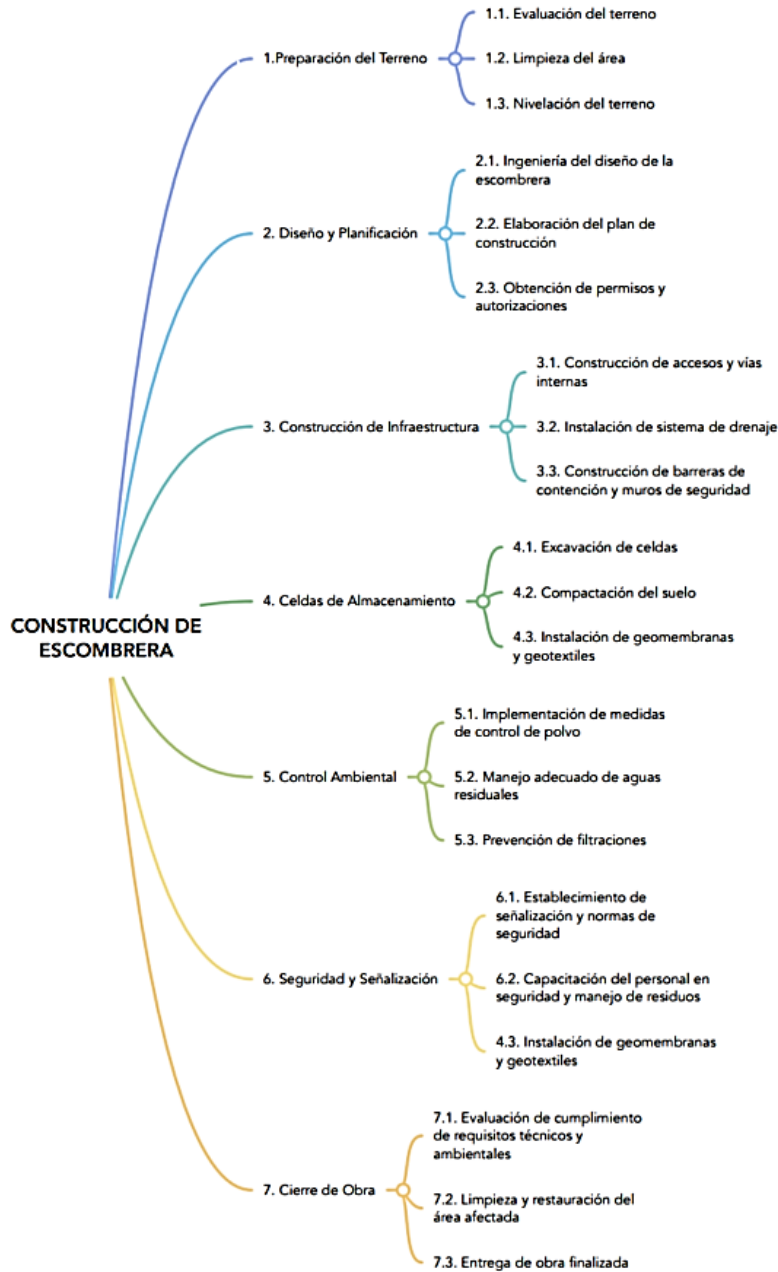 1.Preparación del Terreno
1.1. Evaluación del terreno
1.2. Limpieza del área
1.3. Nivelación del terreno
2. Diseño y Planificación
2.1. Ingeniería del diseño de la
escombrera
2.2. Elaboración del plan de
construcción
2.3. Obtención de permisos y
autorizaciones
3. Construcción de Infraestructura
3.1. Construcción de accesos y vías
internas
3.2. Instalación de sistema de drenaje
3.3. Construcción de barreras de
contención y muros de seguridad
CONSTRUCCIÓN DE
ESCOMBRERA
4. Celdas de Almacenamiento
4.1. Excavación de celdas
4.2. Compactación del suelo
4.3. Instalación de geomembranas
y geotextiles
5. Control Ambiental
5.1. Implementación de medidas
de control de polvo
5.2. Manejo adecuado de aguas
residuales
5.3. Prevención de filtraciones
6. Seguridad y Señalización
6.1. Establecimiento de
señalización y normas de
seguridad
6.2. Capacitación del personal en
seguridad y manejo de residuos
4.3. Instalación de geomembranas
y geotextiles
7. Cierre de Obra
7.1. Evaluación de cumplimiento
de requisitos técnicos y
ambientales
7.2. Limpieza y restauración del
área afectada
7.3. Entrega de obra finalizada